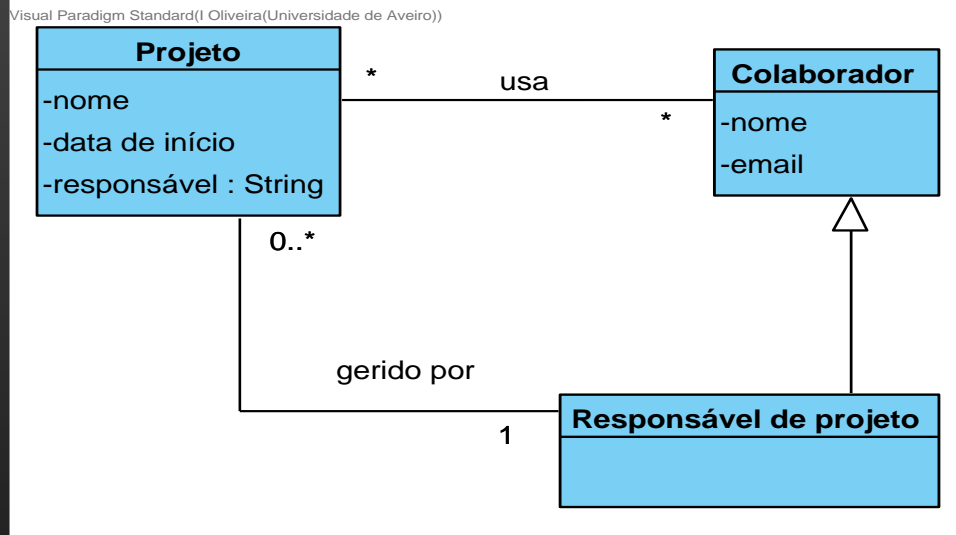 Visual Paradigm Standard(I Oliveira(Universidade de Aveiro))
Projeto
-nome
-data de início
-responsável : String
*
usa
*
Colaborador
-nome
-email
0..*
gerido por
1
Responsável de projeto